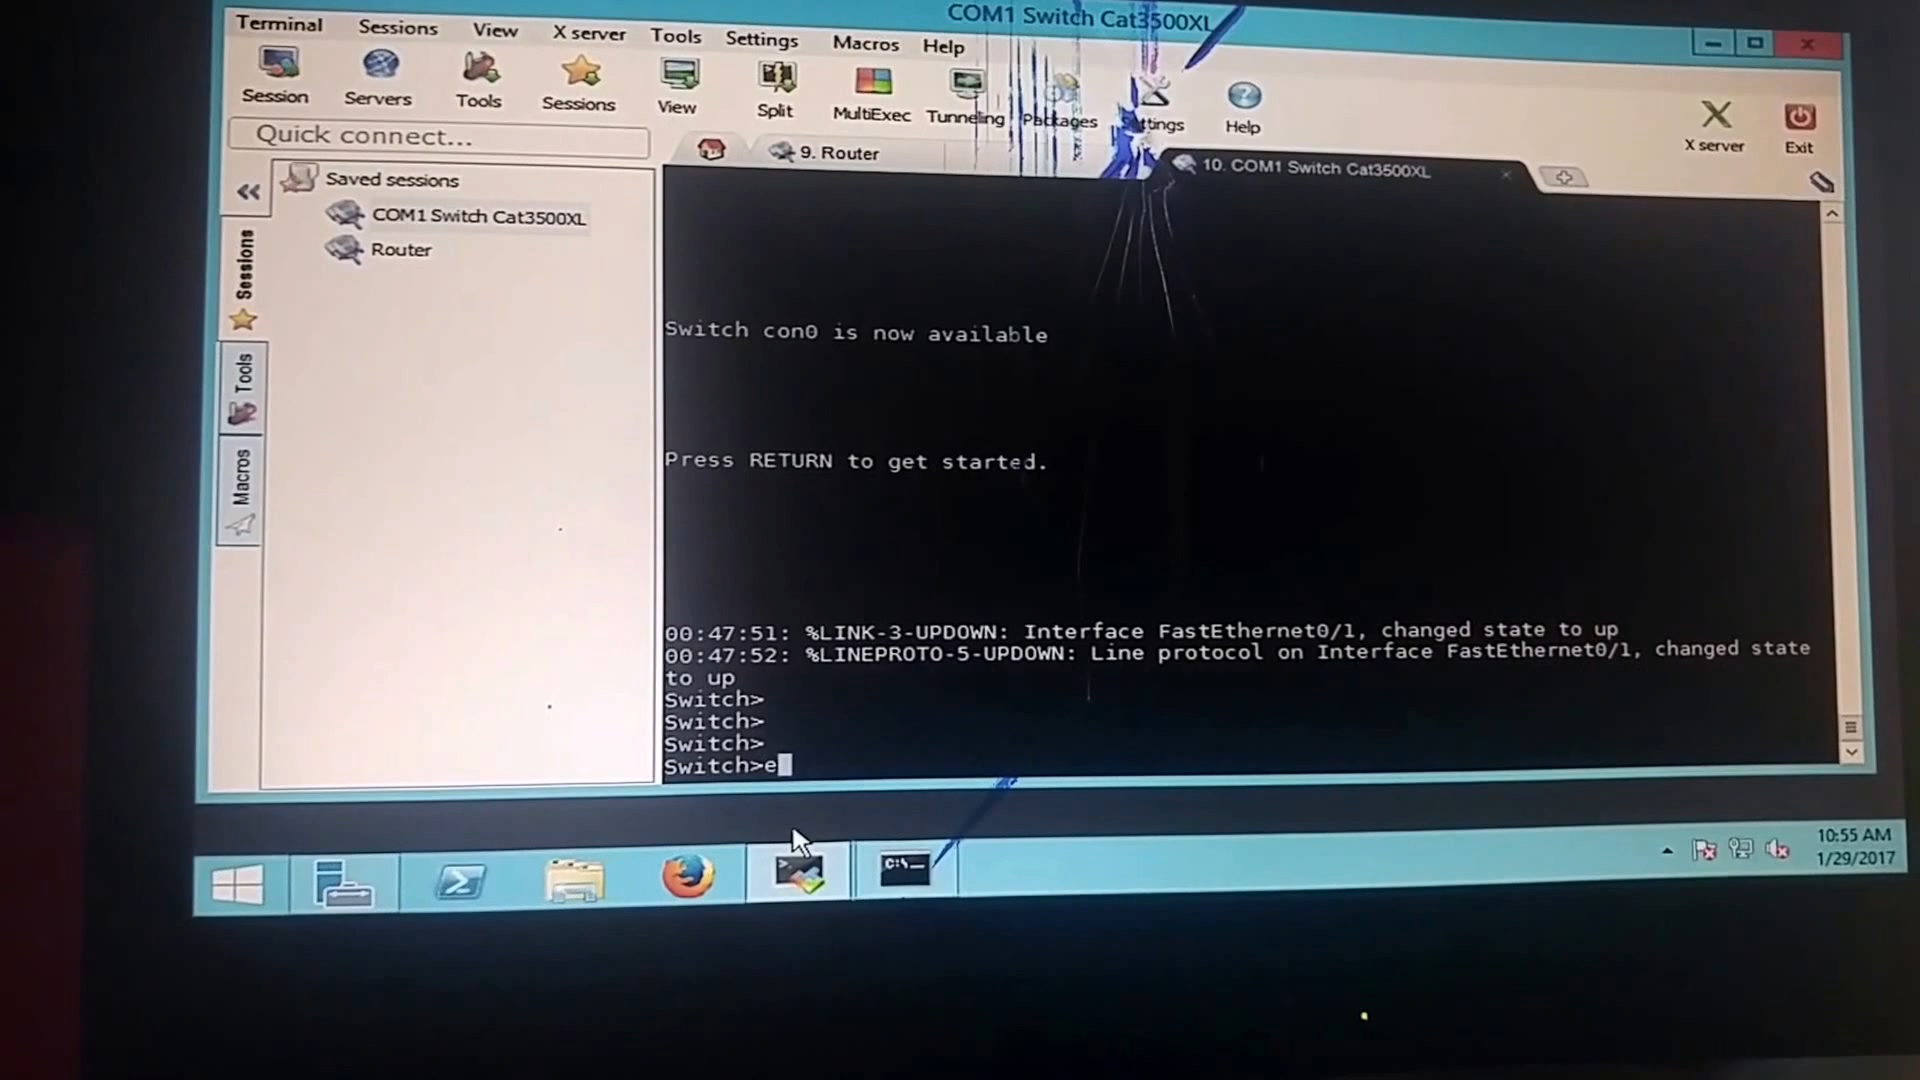 COM1 Switch Cat3500XL
Terminal Sessions View X server Tools Settings Macros Help
Session Servers Tools Sessions View Split MultiExec Tunneling Packages Settings Help X server Exit
Quick connect...
9. Router
10. COM1 Switch Cat3500XL
Saved sessions
COM1 Switch Cat3500XL
Router
Sessions
Tools
Macros
Switch con0 is now available
Press RETURN to get started.
00:47:51: %LINK-3-UPDOWN: Interface FastEthernet0/1, changed state to up
00:47:52: %LINEPROTO-5-UPDOWN: Line protocol on Interface FastEthernet0/1, changed state
to up
Switch>
Switch>
Switch>
Switch>e
C:\_
10:55 AM
1/29/2017